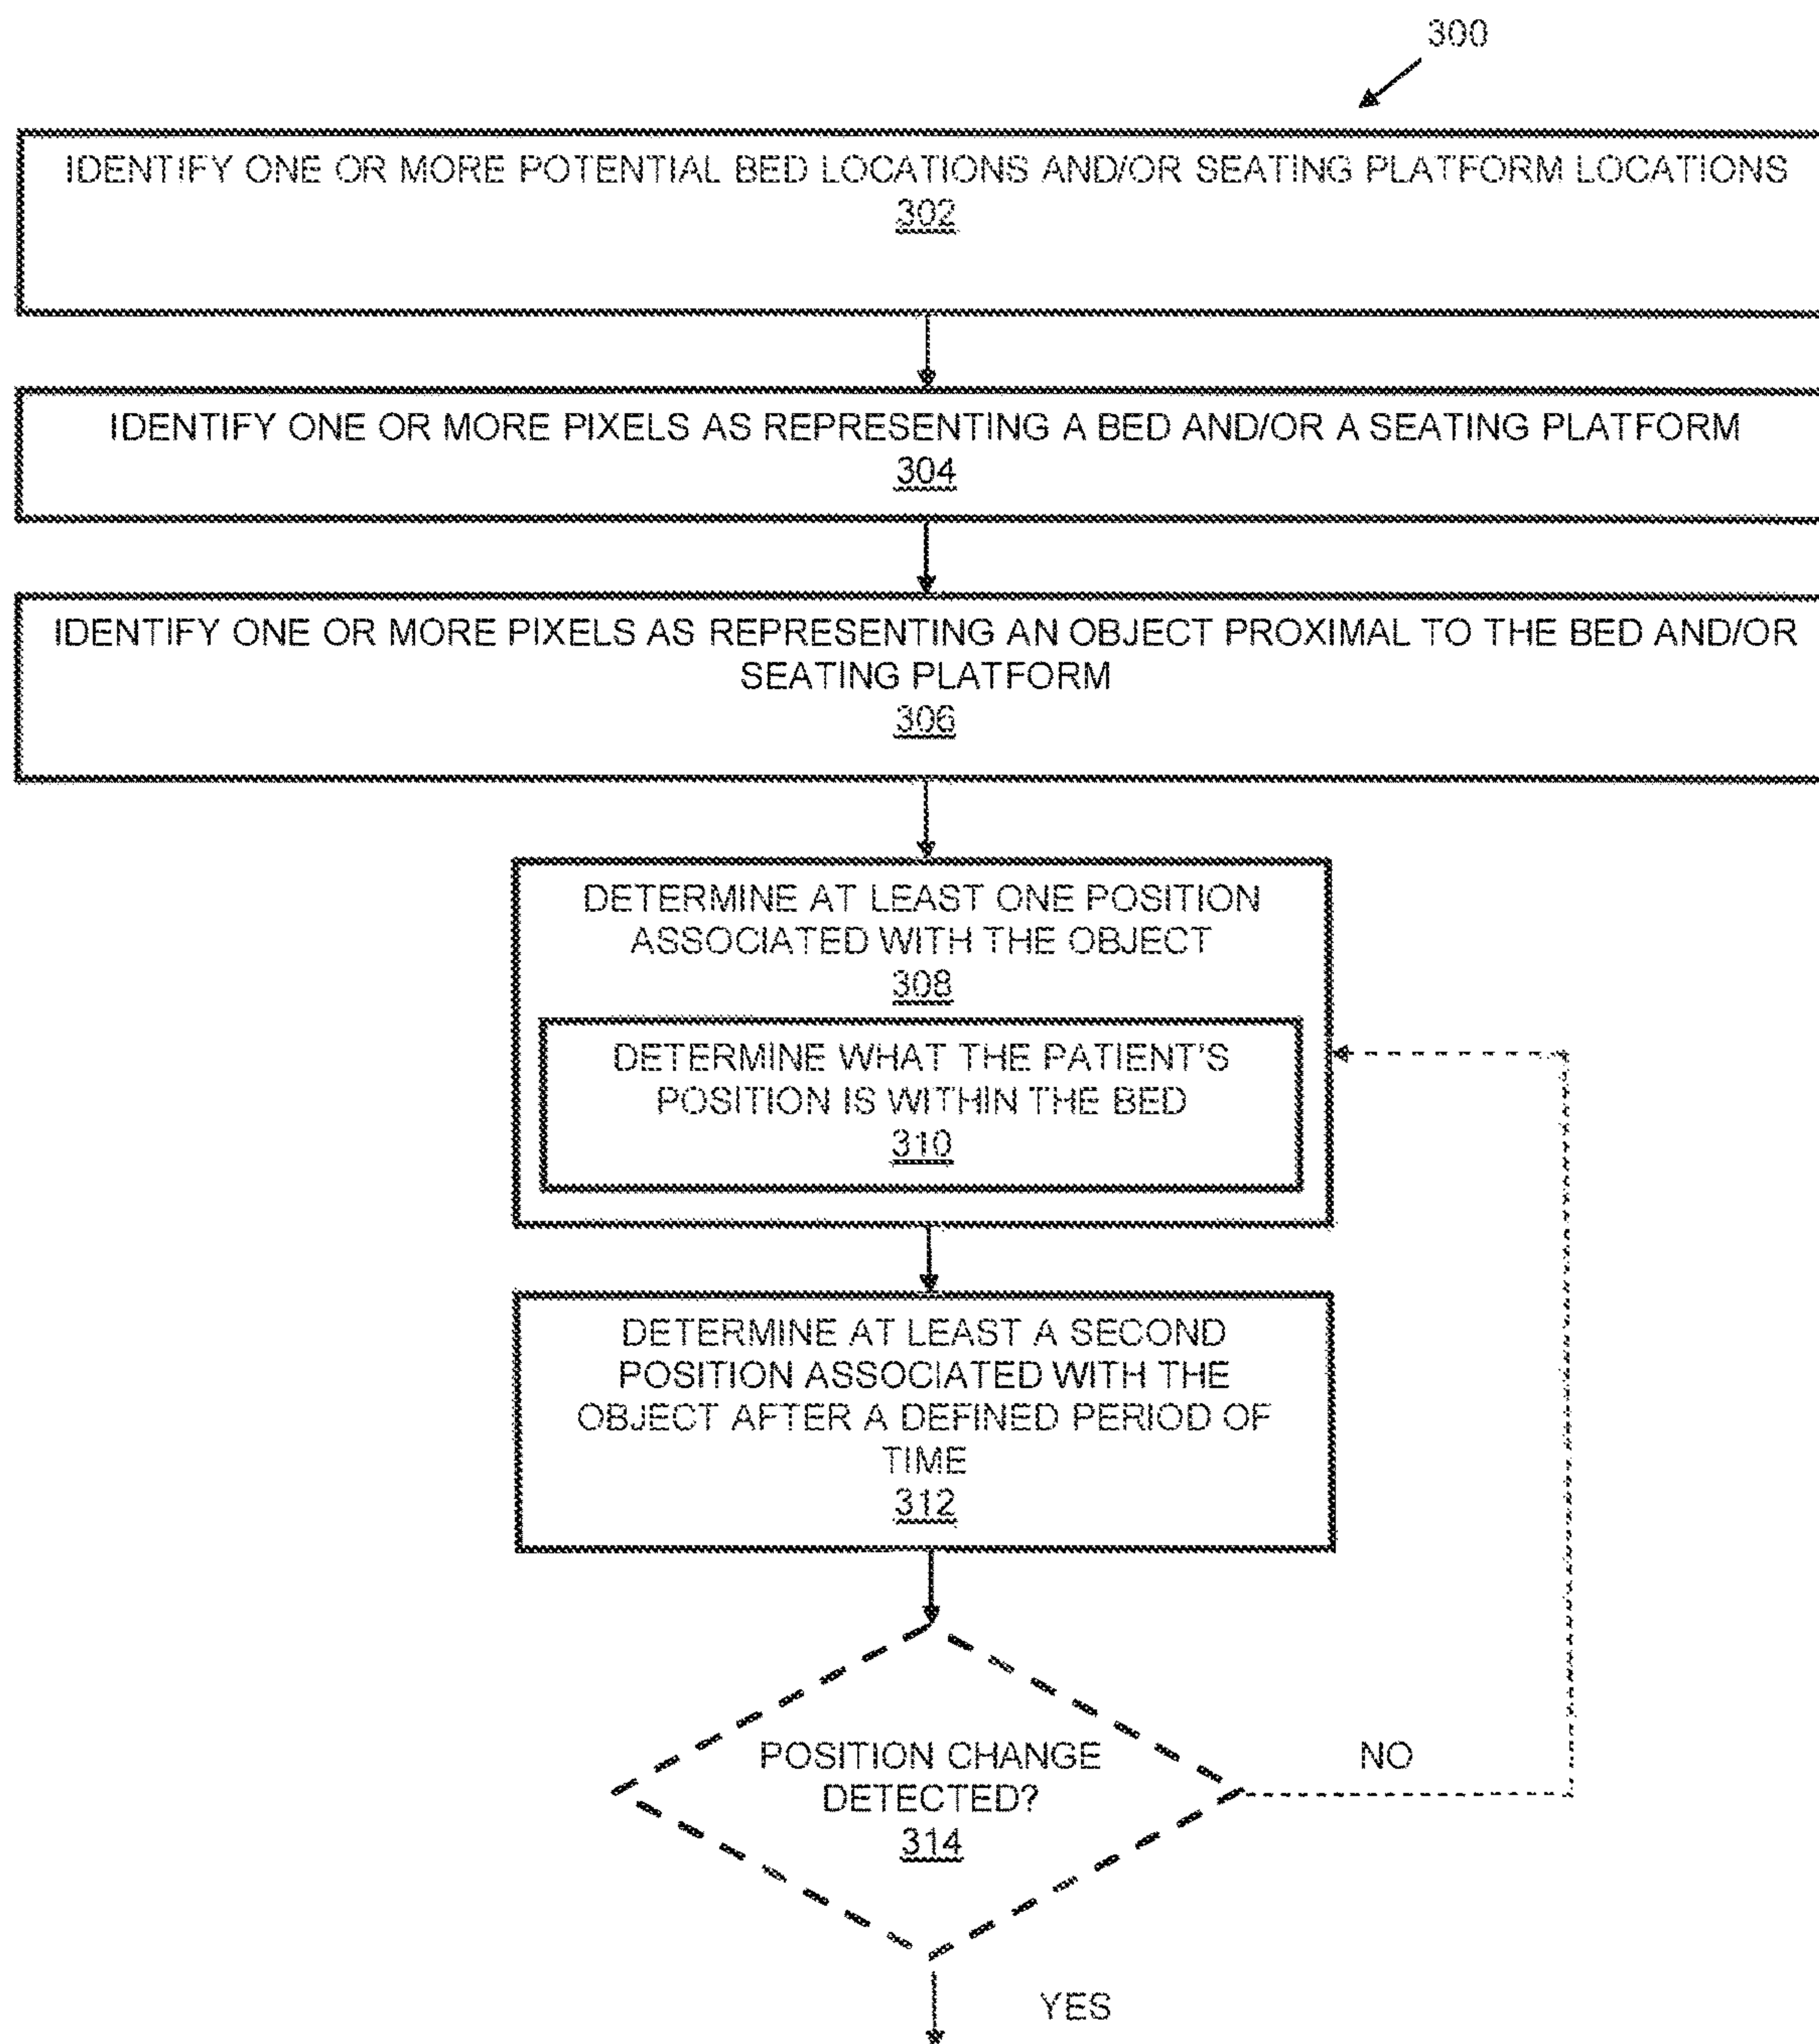 300
IDENTIFY ONE OR MORE POTENTIAL BED LOCATIONS AND/OR SEATING PLATFORM LOCATIONS
302
IDENTIFY ONE OR MORE PIXELS AS REPRESENTING A BED AND/OR A SEATING PLATFORM
304
IDENTIFY ONE OR MORE PIXELS AS REPRESENTING AN OBJECT PROXIMAL TO THE BED AND/OR
SEATING PLATFORM
306
DETERMINE AT LEAST ONE POSITION
ASSOCIATED WITH THE OBJECT
308
DETERMINE WHAT THE PATIENT'S
POSITION IS WITHIN THE BED
310
DETERMINE AT LEAST A SECOND
POSITION ASSOCIATED WITH THE
OBJECT AFTER A DEFINED PERIOD OF
TIME
312
POSITION CHANGE
DETECTED?
314
NO
YES